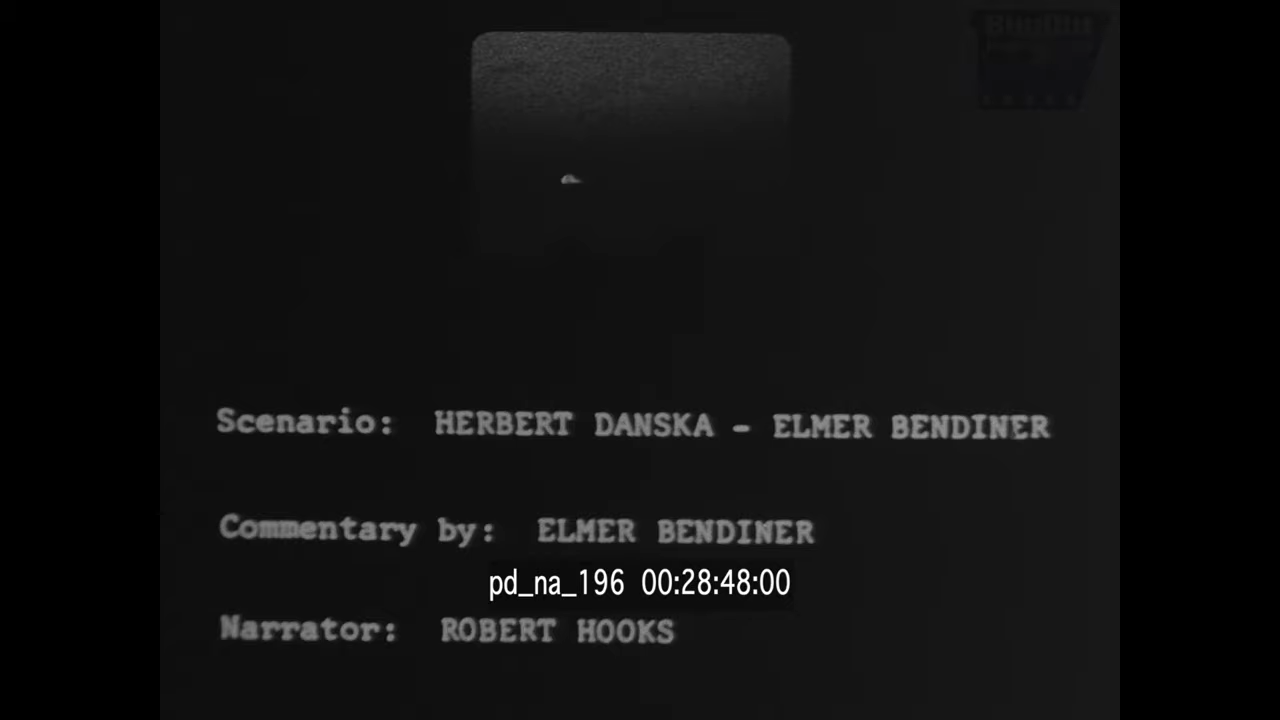 Scenario: HERBERT DANSKA - ELMER BENDINER
Commentary by: ELMER BENDINER
pd_na_196 00:28:48:00
Narrator: ROBERT HOOKS